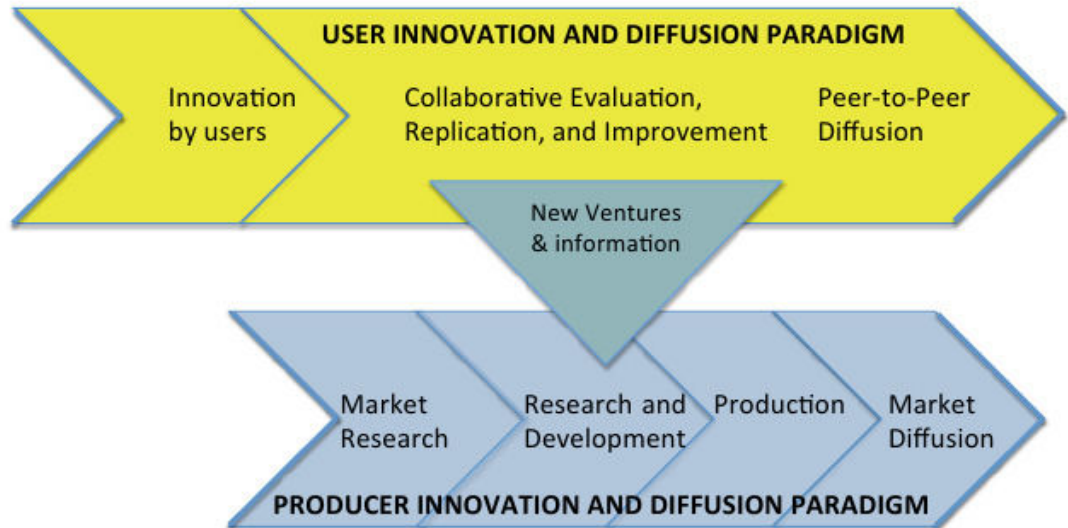 USER INNOVATION AND DIFFUSION PARADIGM
Innovation
by users
Collaborative Evaluation,
Replication, and Improvement
Peer-to-Peer
Diffusion
New Ventures
& information
Market
Research
Research and
Development
Production
Market
Diffusion
PRODUCER INNOVATION AND DIFFUSION PARADIGM